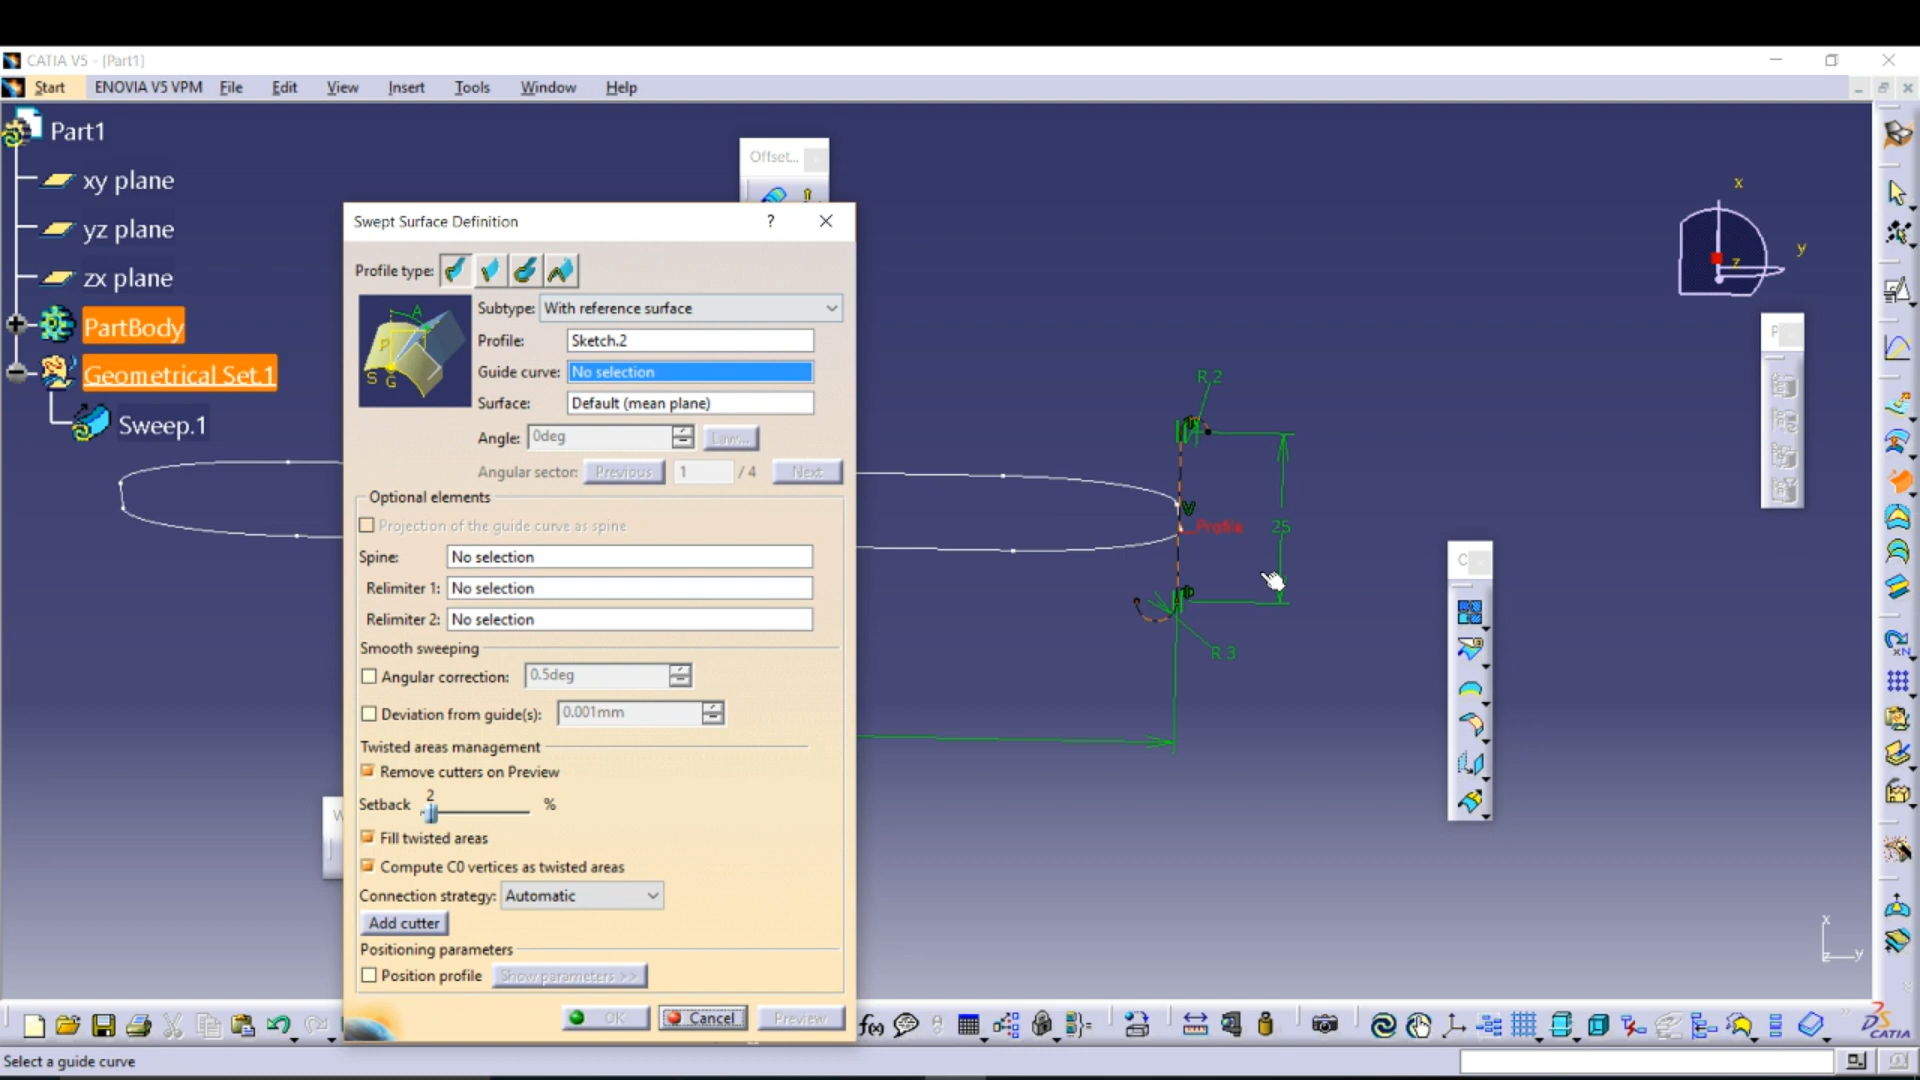 CATIA V5 - [Part1]
Start ENOVIA V5 VPM File Edit View Insert Tools Window Help
Part1
xy plane
yz plane
zx plane
PartBody
Geometrical Set.1
Sweep.1
Offset...
Swept Surface Definition ? X
Profile type:
Subtype: With reference surface
Profile: Sketch.2
Guide curve: No selection
Surface: Default (mean plane)
Angle: 0deg Law...
Angular sector: Previous 1 / 4 Next
Optional elements
Projection of the guide curve as spine
Spine: No selection
Relimiter 1: No selection
Relimiter 2: No selection
Smooth sweeping
Angular correction: 0.5deg
Deviation from guide(s): 0.001mm
Twisted areas management
Remove cutters on Preview
2
Setback %
Fill twisted areas
Compute C0 vertices as twisted areas
Connection strategy: Automatic
Add cutter
Positioning parameters
Position profile Show parameters >>
OK Cancel Preview
A
P
S G
R 2
V
Profile
25
R 3
x
y
z
P
C
W
x
y
z
f(x)
CATIA
Select a guide curve